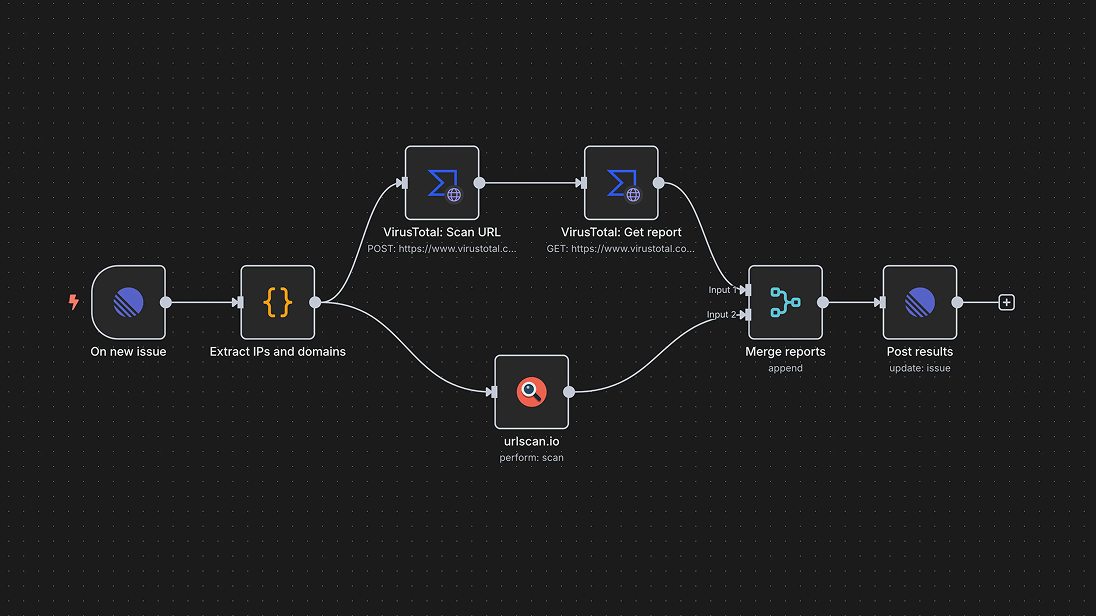 VirusTotal: Scan URL
POST: https://www.virustotal.c...
VirusTotal: Get report
GET: https://www.virustotal.co...
On new issue
Extract IPs and domains
Input 1
Input 2
Merge reports
append
Post results
update: issue
urlscan.io
perform: scan